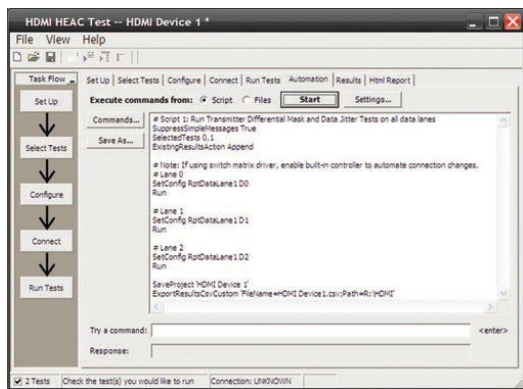 HDMI HEAC Test -- HDMI Device 1 *
File View Help
Task Flow
Set Up
Select Tests
Configure
Connect
Run Tests
Set Up Select Tests Configure Connect Run Tests Automation Results Html Report
Execute commands from: Script Files Start Settings...
Commands...
Save As...
# Script 1: Run Transmitter Differential Mask and Data Jitter Tests on all data lanes
SuppressSimpleMessages True
SelectedTests 0,1
ExistingResultsAction Append
# Note: If using switch matrix driver, enable built-in controller to automate connection changes.
# Lane 0
SetConfig RptDataLane1 D0
Run
# Lane 1
SetConfig RptDataLane1 D1
Run
# Lane 2
SetConfig RptDataLane1 D2
Run
SaveProject 'HDMI Device 1'
ExportResultsCsvCustom 'FileName=HDMI Device1.csv;Path=R:\HDMI'
Try a command: <enter>
Response:
2 Tests Check the test(s) you would like to run Connection: UNKNOWN